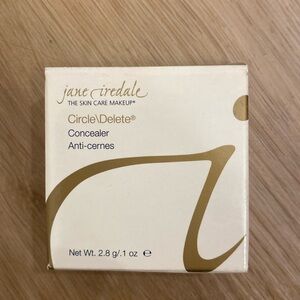 jane iredale
THE SKIN CARE MAKEUP®
Circle\Delete®
Concealer
Anti-cernes
Net Wt. 2.8 g/.1 oz ℮